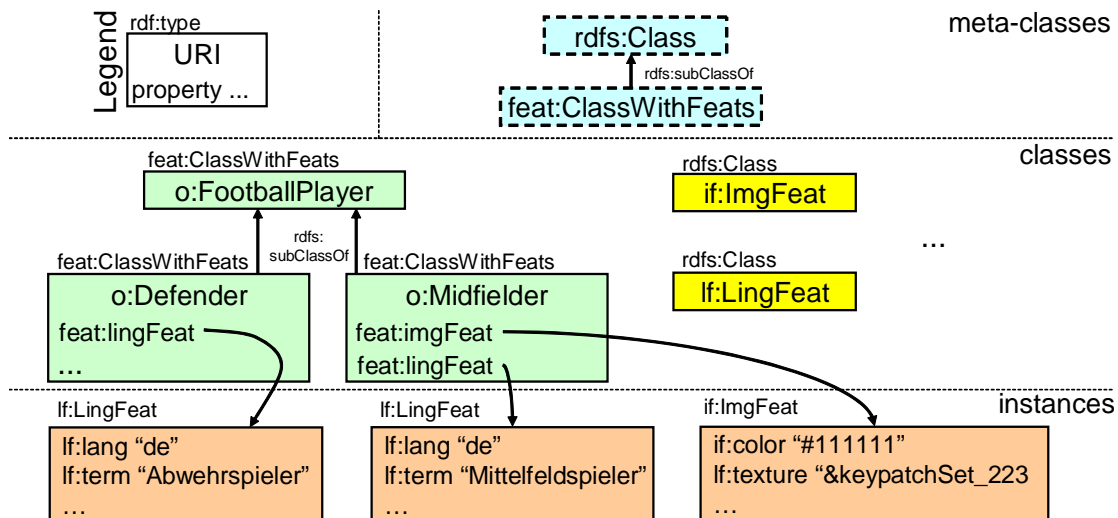 Legend
rdf:type
URI
property ...
meta-classes
rdfs:Class
rdfs:subClassOf
feat:ClassWithFeats
classes
feat:ClassWithFeats
o:FootballPlayer
rdfs:
subClassOf
rdfs:Class
if:ImgFeat
...
feat:ClassWithFeats
o:Defender
feat:lingFeat
...
feat:ClassWithFeats
o:Midfielder
feat:imgFeat
feat:lingFeat
rdfs:Class
lf:LingFeat
instances
lf:LingFeat
lf:lang “de”
lf:term “Abwehrspieler”
...
lf:LingFeat
lf:lang “de”
lf:term “Mittelfeldspieler”
...
if:ImgFeat
if:color “#111111”
lf:texture “&keypatchSet_223
...